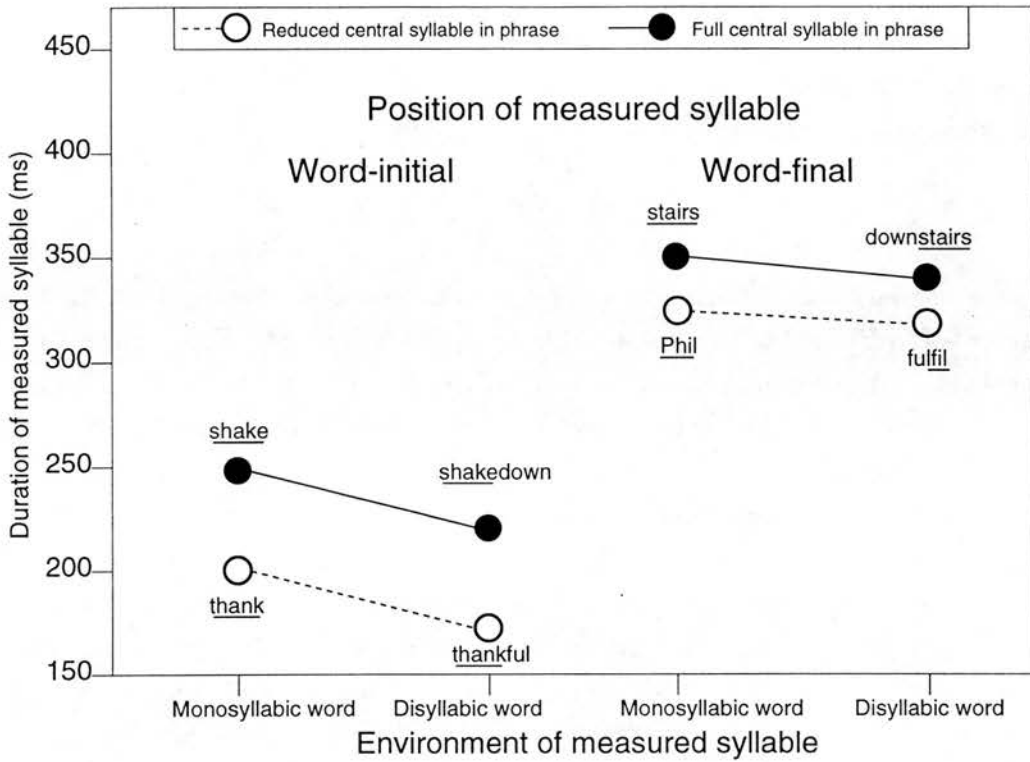 Reduced central syllable in phrase Full central syllable in phrase
450
400
350
300
250
200
150
Duration of measured syllable (ms)
Position of measured syllable
Word-initial Word-final
stairs
downstairs
Phil
fulfil
shake
shakedown
thank
thankful
Monosyllabic word Disyllabic word Monosyllabic word Disyllabic word
Environment of measured syllable